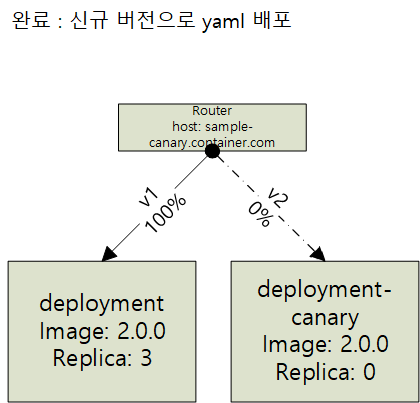 완료 : 신규 버전으로 yaml 배포
Router
host: sample-
canary.container.com
v1
100%
v2
0%
deployment
Image: 2.0.0
Replica: 3
deployment-
canary
Image: 2.0.0
Replica: 0